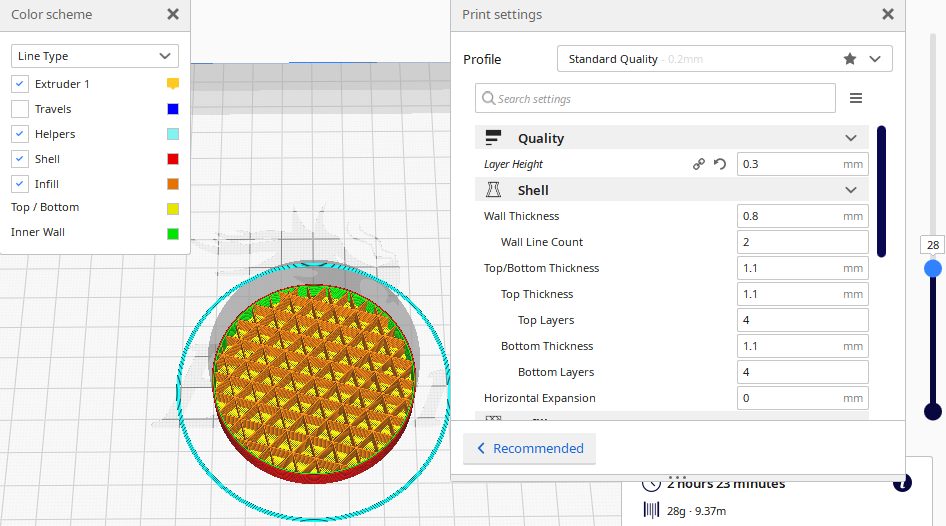 Color scheme
Line Type
Extruder 1
Travels
Helpers
Shell
Infill
Top / Bottom
Inner Wall
Print settings
Profile
Standard Quality - 0.2mm
Search settings
Quality
Layer Height 0.3 mm
Shell
Wall Thickness 0.8 mm
Wall Line Count 2
Top/Bottom Thickness 1.1 mm
Top Thickness 1.1 mm
Top Layers 4
Bottom Thickness 1.1 mm
Bottom Layers 4
Horizontal Expansion 0 mm
Recommended
28
2 hours 23 minutes
28g · 9.37m